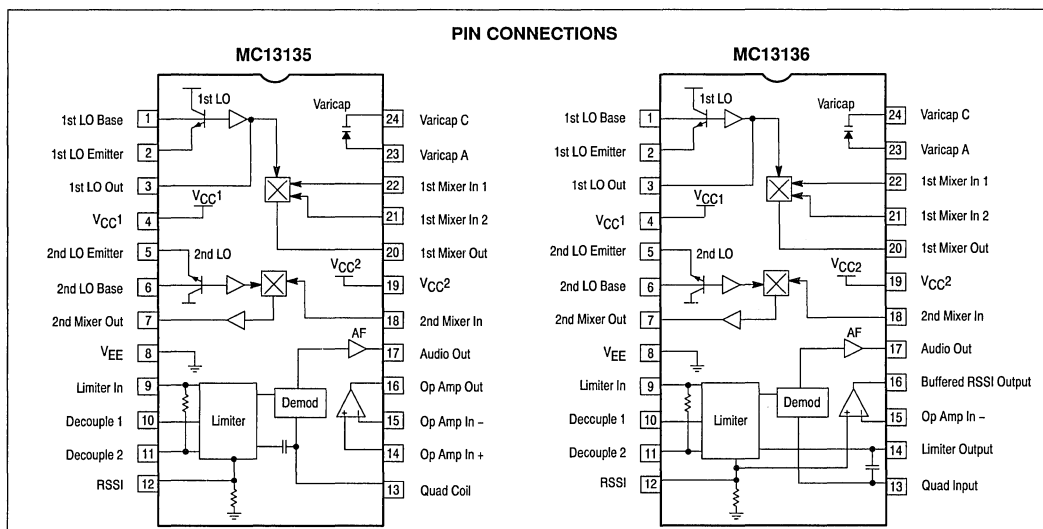 PIN CONNECTIONS
MC13135
1st LO
1st LO Base 1
1st LO Emitter 2
1st LO Out 3
VCC1
VCC1 4
2nd LO Emitter 5
2nd LO
2nd LO Base 6
2nd Mixer Out 7
VEE 8
Limiter In 9
Decouple 1 10
Decouple 2 11
RSSI 12
Limiter
Demod
AF
Varicap
24 Varicap C
23 Varicap A
22 1st Mixer In 1
21 1st Mixer In 2
20 1st Mixer Out
VCC2
19 VCC2
18 2nd Mixer In
17 Audio Out
16 Op Amp Out
+ −
15 Op Amp In −
14 Op Amp In +
13 Quad Coil
MC13136
1st LO
1st LO Base 1
1st LO Emitter 2
1st LO Out 3
VCC1
VCC1 4
2nd LO Emitter 5
2nd LO
2nd LO Base 6
2nd Mixer Out 7
VEE 8
Limiter In 9
Decouple 1 10
Decouple 2 11
RSSI 12
Limiter
Demod
AF
Varicap
24 Varicap C
23 Varicap A
22 1st Mixer In 1
21 1st Mixer In 2
20 1st Mixer Out
VCC2
19 VCC2
18 2nd Mixer In
17 Audio Out
16 Buffered RSSI Output
+ −
15 Op Amp In −
14 Limiter Output
13 Quad Input